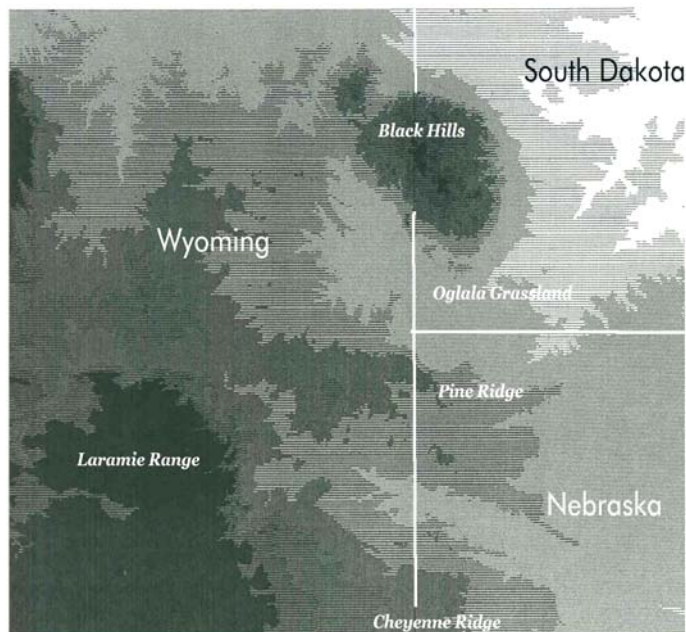 South Dakota
Black Hills
Wyoming
Oglala Grassland
Pine Ridge
Laramie Range
Nebraska
Cheyenne Ridge